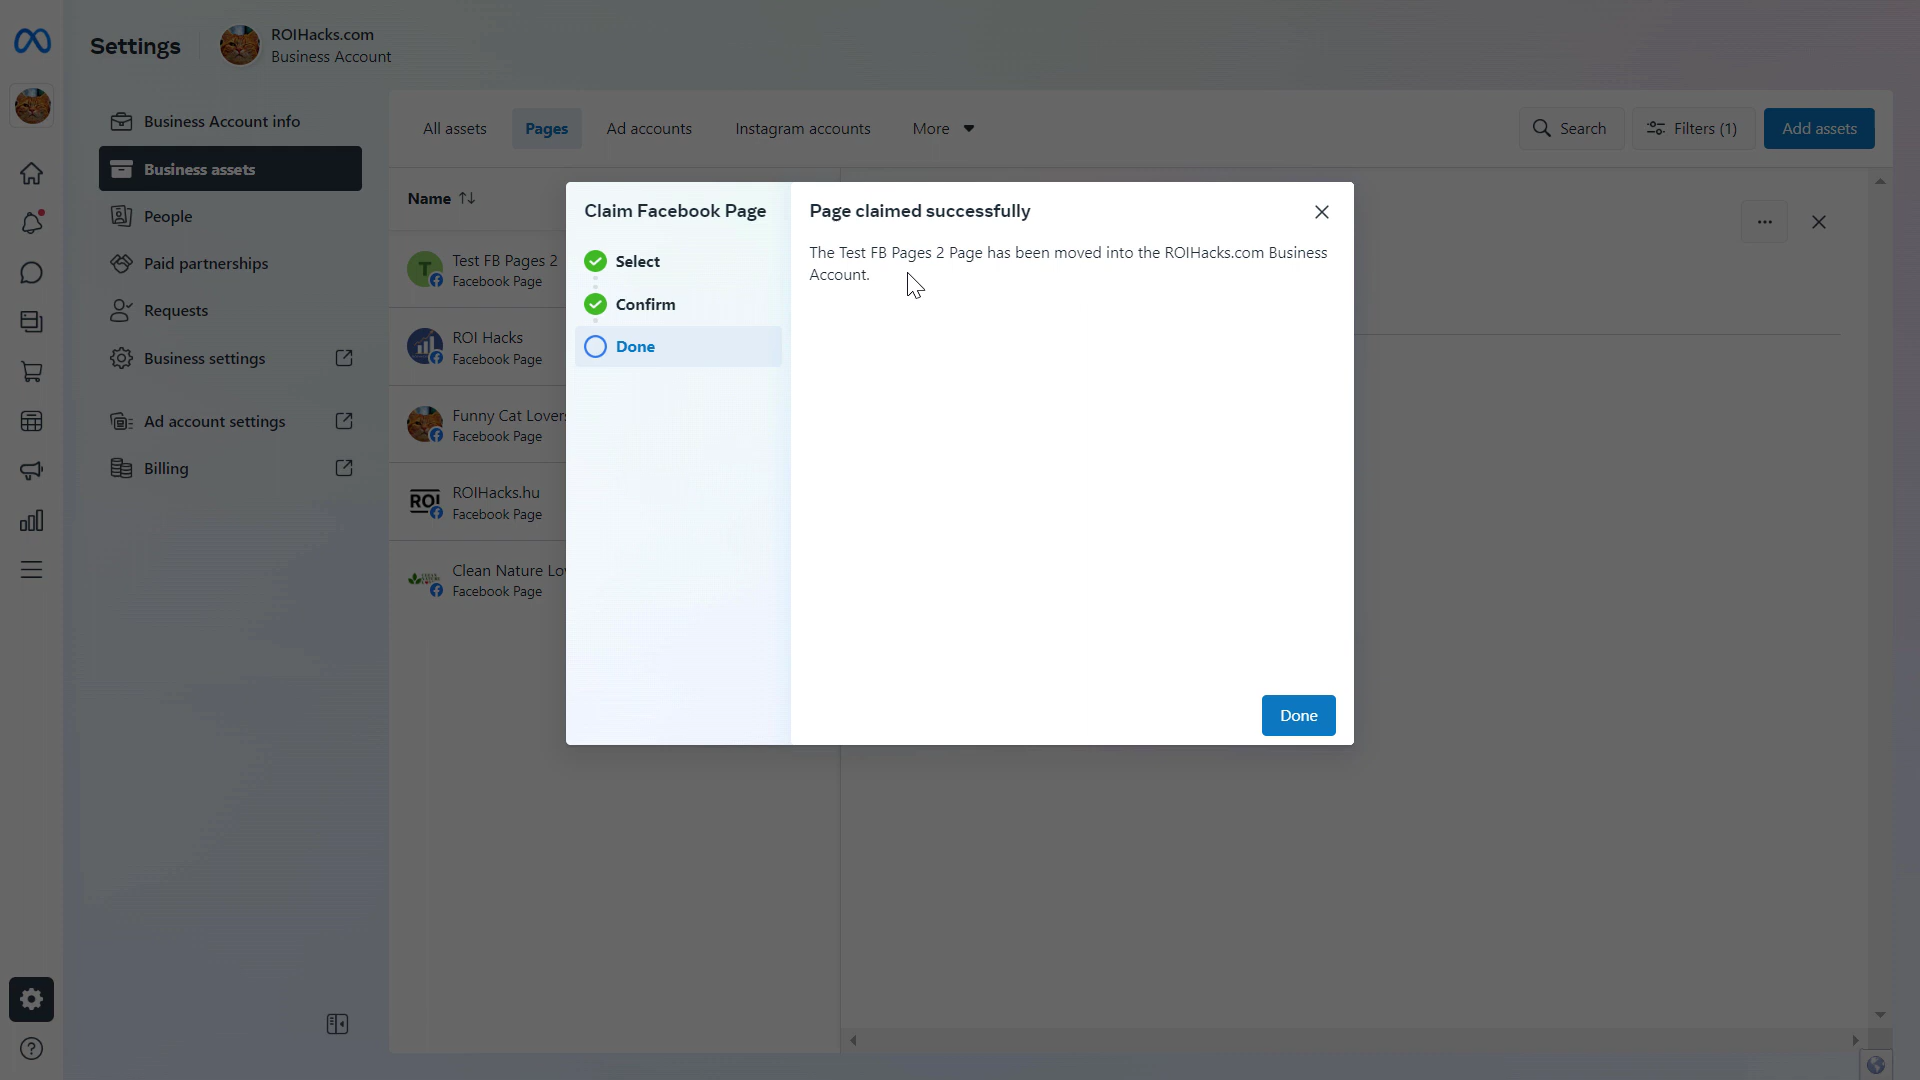 Settings
ROIHacks.com
Business Account
Business Account info
Business assets
People
Paid partnerships
Requests
Business settings
Ad account settings
Billing
All assets
Pages
Ad accounts
Instagram accounts
More
Search
Filters (1)
Add assets
Name
T
Test FB Pages 2
Facebook Page
ROI Hacks
Facebook Page
Funny Cat Lover
Facebook Page
ROI
ROIHacks.hu
Facebook Page
Clean Nature Lov
Facebook Page
Claim Facebook Page
Select
Confirm
Done
Page claimed successfully
The Test FB Pages 2 Page has been moved into the ROIHacks.com Business
Account.
Done